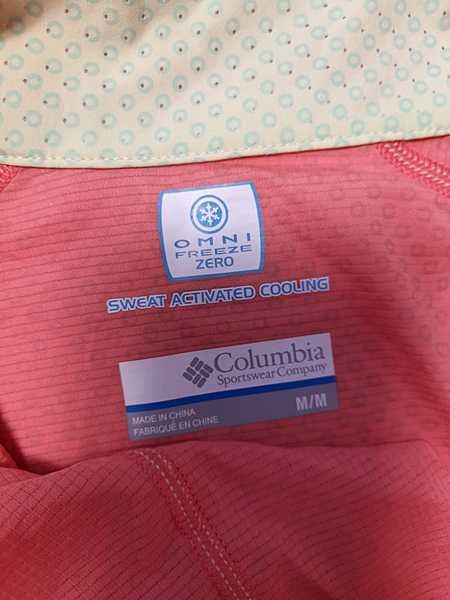 OMNI
FREEZE
ZERO
SWEAT ACTIVATED COOLING
Columbia
Sportswear Company
M/M
MADE IN CHINA
FABRIQUÉ EN CHINE